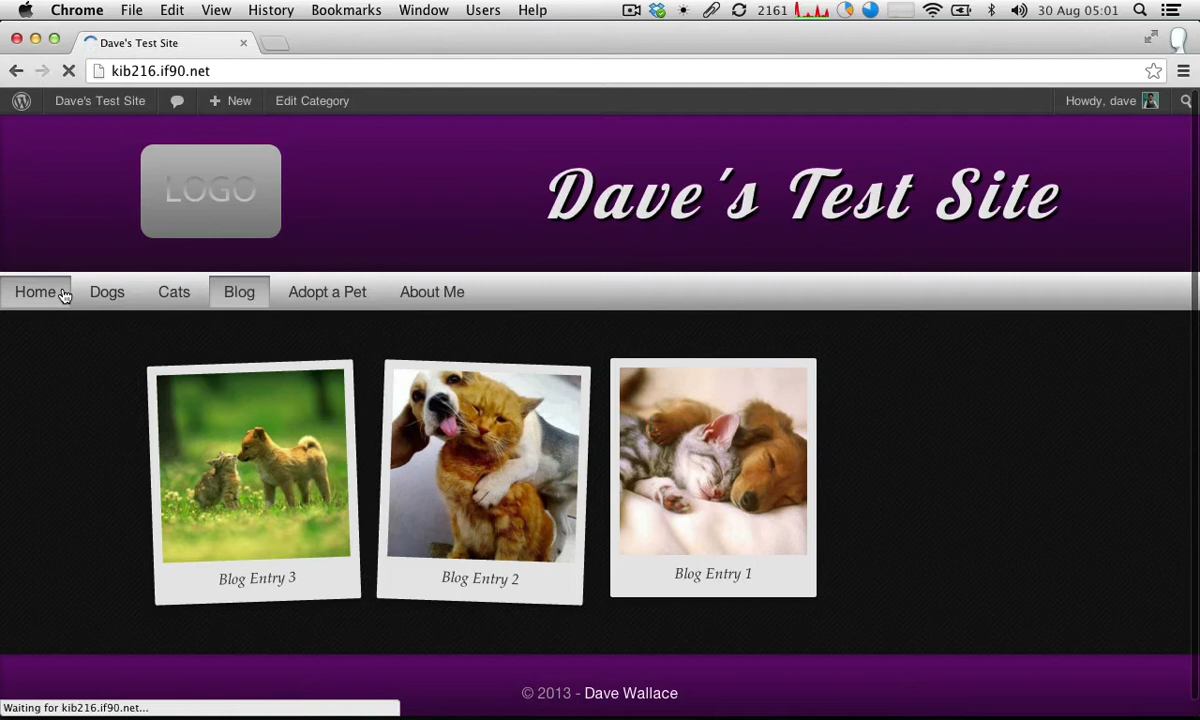 Chrome File Edit View History Bookmarks Window Users Help 2161 30 Aug 05:01
Dave's Test Site
kib216.if90.net
Dave's Test Site New Edit Category Howdy, dave
LOGO
Dave's Test Site
Home Dogs Cats Blog Adopt a Pet About Me
Blog Entry 3 Blog Entry 2 Blog Entry 1
© 2013 - Dave Wallace
Waiting for kib216.if90.net...